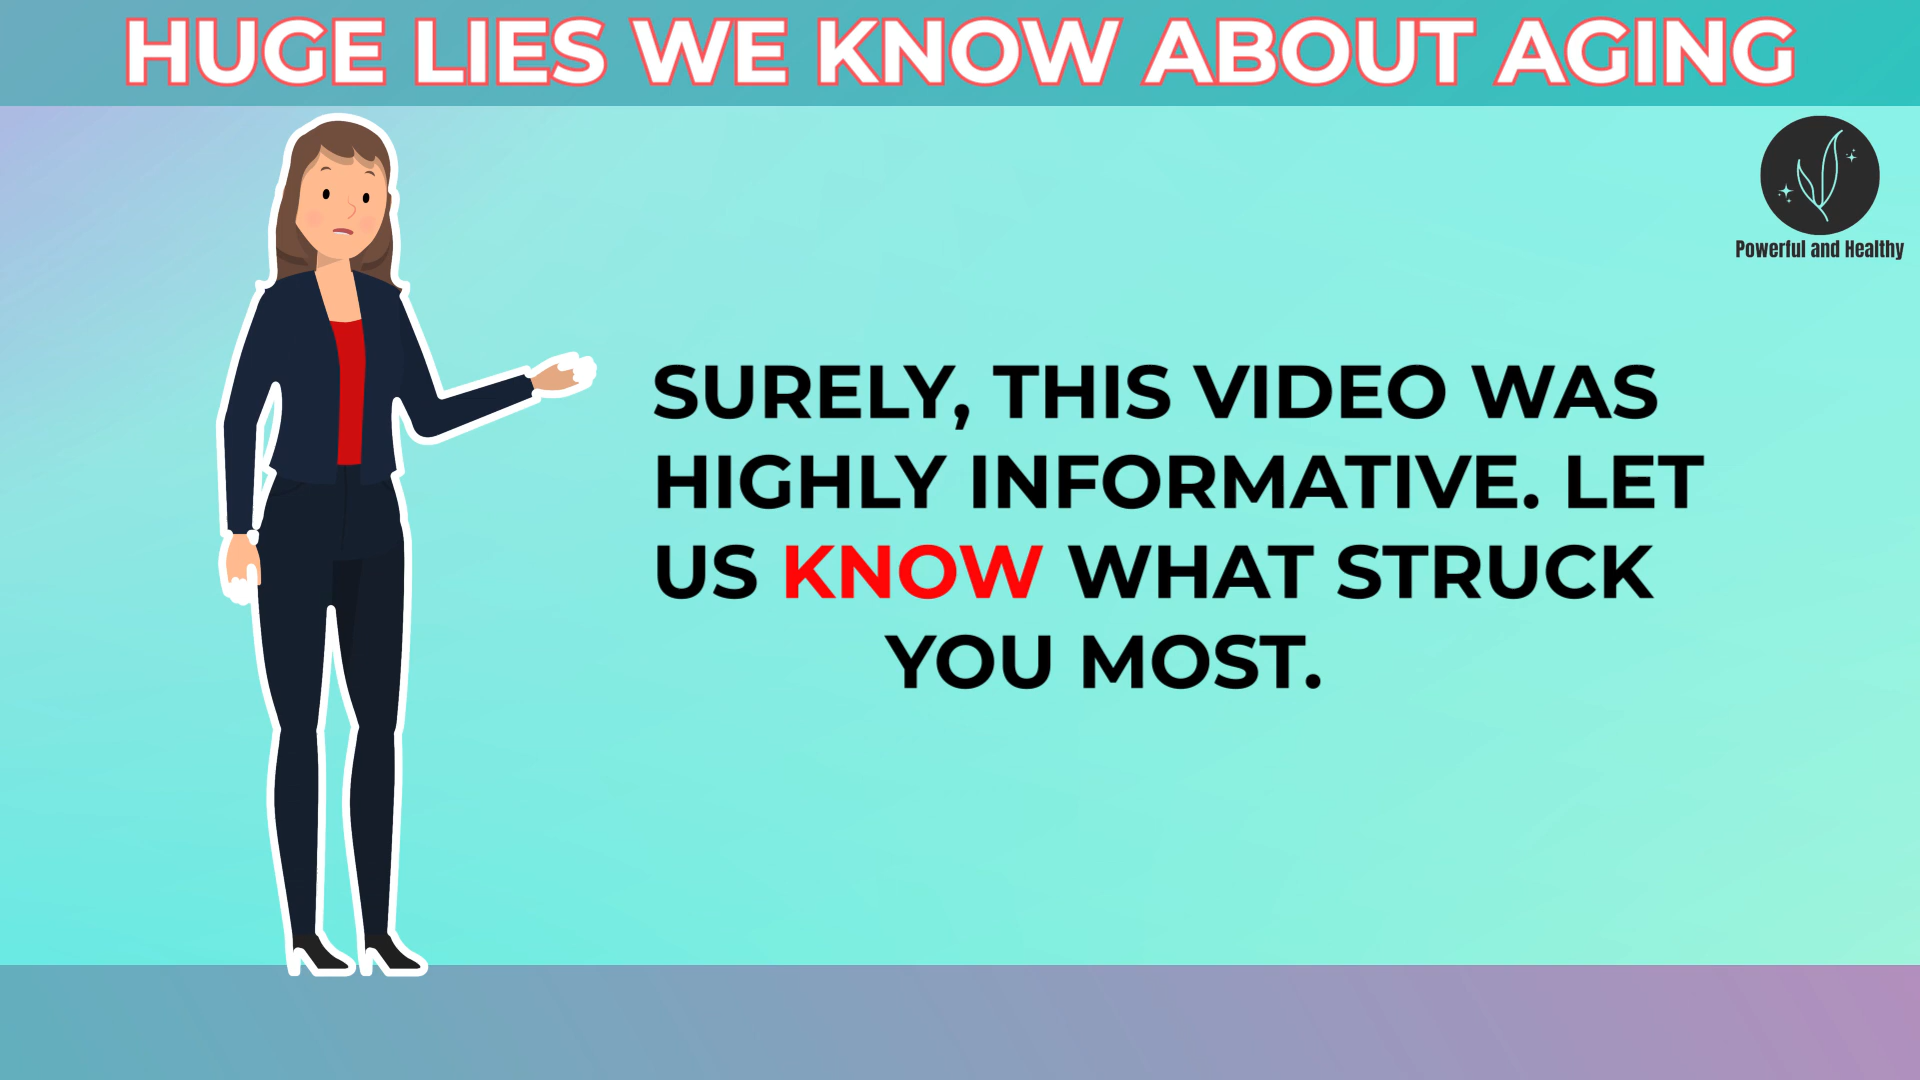 HUGE LIES WE KNOW ABOUT AGING
Powerful and Healthy
SURELY, THIS VIDEO WAS
HIGHLY INFORMATIVE. LET
US KNOW WHAT STRUCK
YOU MOST.